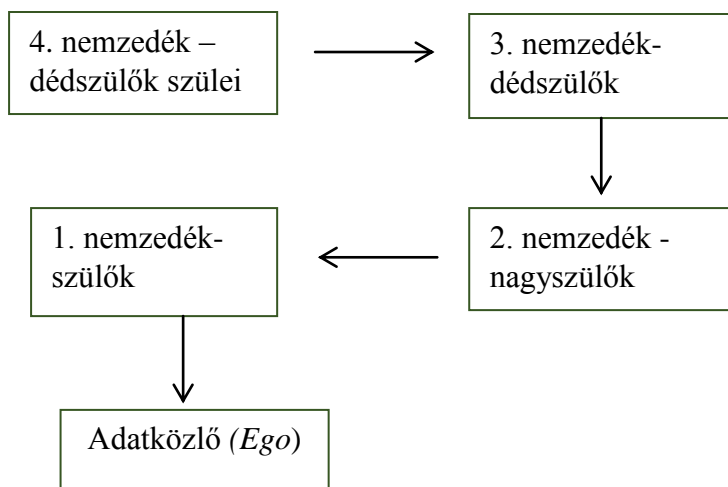 4. nemzedék –
dédszülők szülei
3. nemzedék-
dédszülők
1. nemzedék-
szülők
2. nemzedék -
nagyszülők
Adatközlő (Ego)